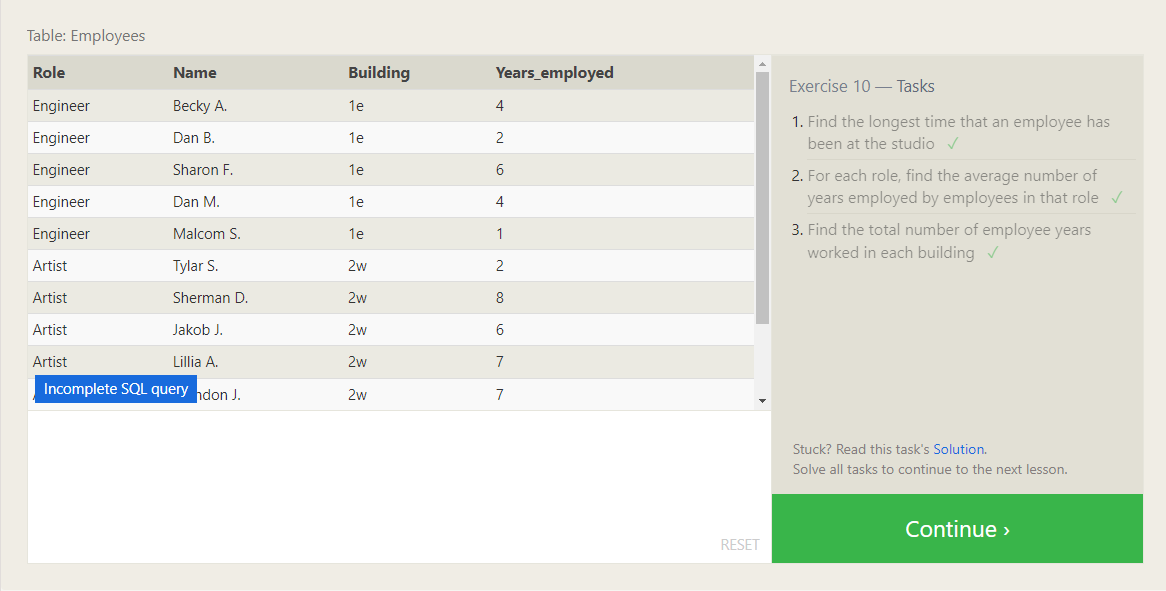 Table: Employees
Role Name Building Years_employed
Engineer Becky A. 1e 4
Engineer Dan B. 1e 2
Engineer Sharon F. 1e 6
Engineer Dan M. 1e 4
Engineer Malcom S. 1e 1
Artist Tylar S. 2w 2
Artist Sherman D. 2w 8
Artist Jakob J. 2w 6
Artist Lillia A. 2w 7
Incomplete SQL query ndon J. 2w 7
RESET
Exercise 10 — Tasks
1. Find the longest time that an employee has
been at the studio ✓
2. For each role, find the average number of
years employed by employees in that role ✓
3. Find the total number of employee years
worked in each building ✓
Stuck? Read this task's Solution.
Solve all tasks to continue to the next lesson.
Continue ›